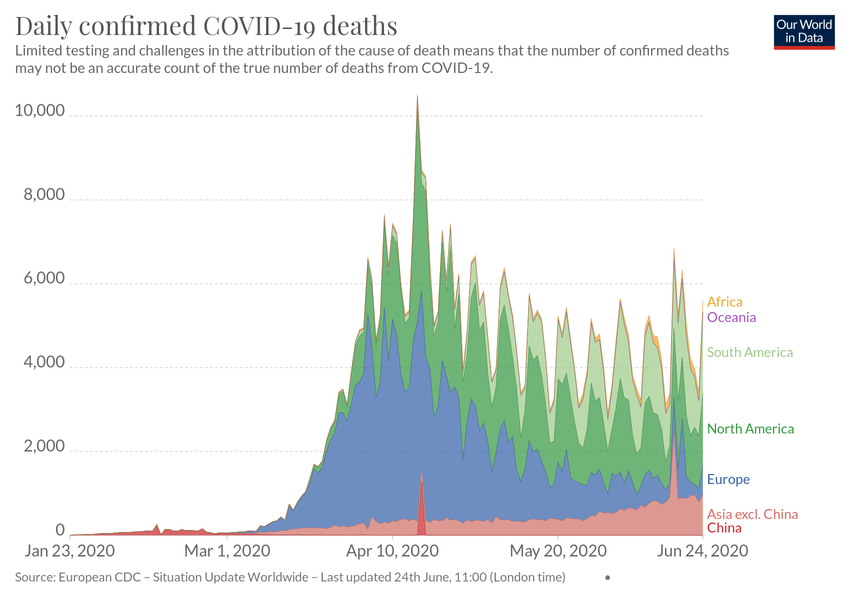 Daily confirmed COVID-19 deaths
Our World
in Data
Limited testing and challenges in the attribution of the cause of death means that the number of confirmed deaths
may not be an accurate count of the true number of deaths from COVID-19.
10,000
8,000
6,000
4,000
2,000
0
Africa
Oceania
South America
North America
Europe
Asia excl. China
China
Jan 23, 2020
Mar 1, 2020
Apr 10, 2020
May 20, 2020
Jun 24, 2020
Source: European CDC – Situation Update Worldwide – Last updated 24th June, 11:00 (London time)